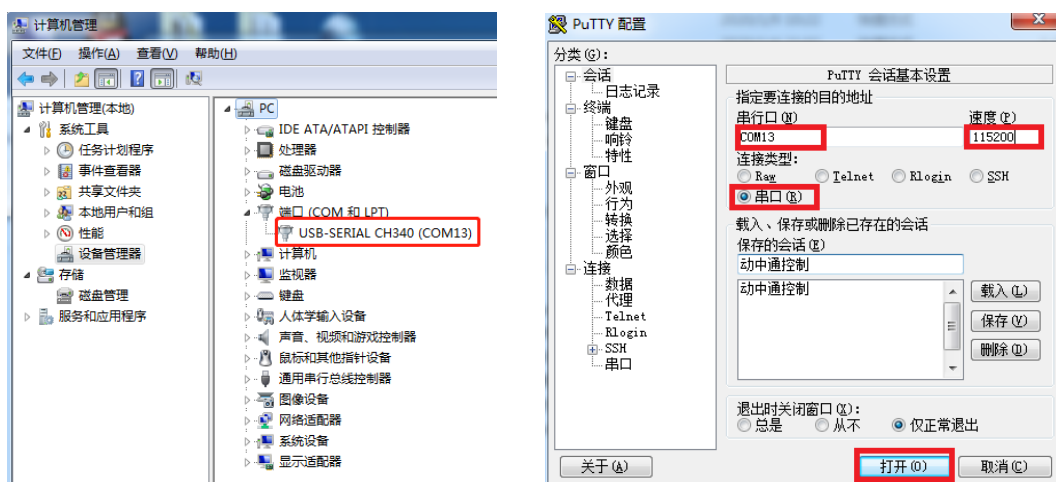 计算机管理
文件(F) 操作(A) 查看(V) 帮助(H)
计算机管理(本地)
系统工具
任务计划程序
事件查看器
共享文件夹
本地用户和组
性能
设备管理器
存储
磁盘管理
服务和应用程序
PC
IDE ATA/ATAPI 控制器
处理器
磁盘驱动器
电池
端口 (COM 和 LPT)
USB-SERIAL CH340 (COM13)
计算机
监视器
键盘
人体学输入设备
声音、视频和游戏控制器
鼠标和其他指针设备
通用串行总线控制器
图像设备
网络适配器
系统设备
显示适配器
PuTTY 配置
分类(G):
会话
日志记录
终端
键盘
响铃
特性
窗口
外观
行为
转换
选择
颜色
连接
数据
代理
Telnet
Rlogin
SSH
串口
PuTTY 会话基本设置
指定要连接的目的地址
串行口(N) 速度(P)
COM13 115200
连接类型:
Raw Telnet Rlogin SSH
串口(R)
载入、保存或删除已存在的会话
保存的会话(E)
动中通控制
动中通控制
载入(L)
保存(V)
删除(D)
退出时关闭窗口(X):
总是 从不 仅正常退出
关于(A) 打开(O) 取消(C)